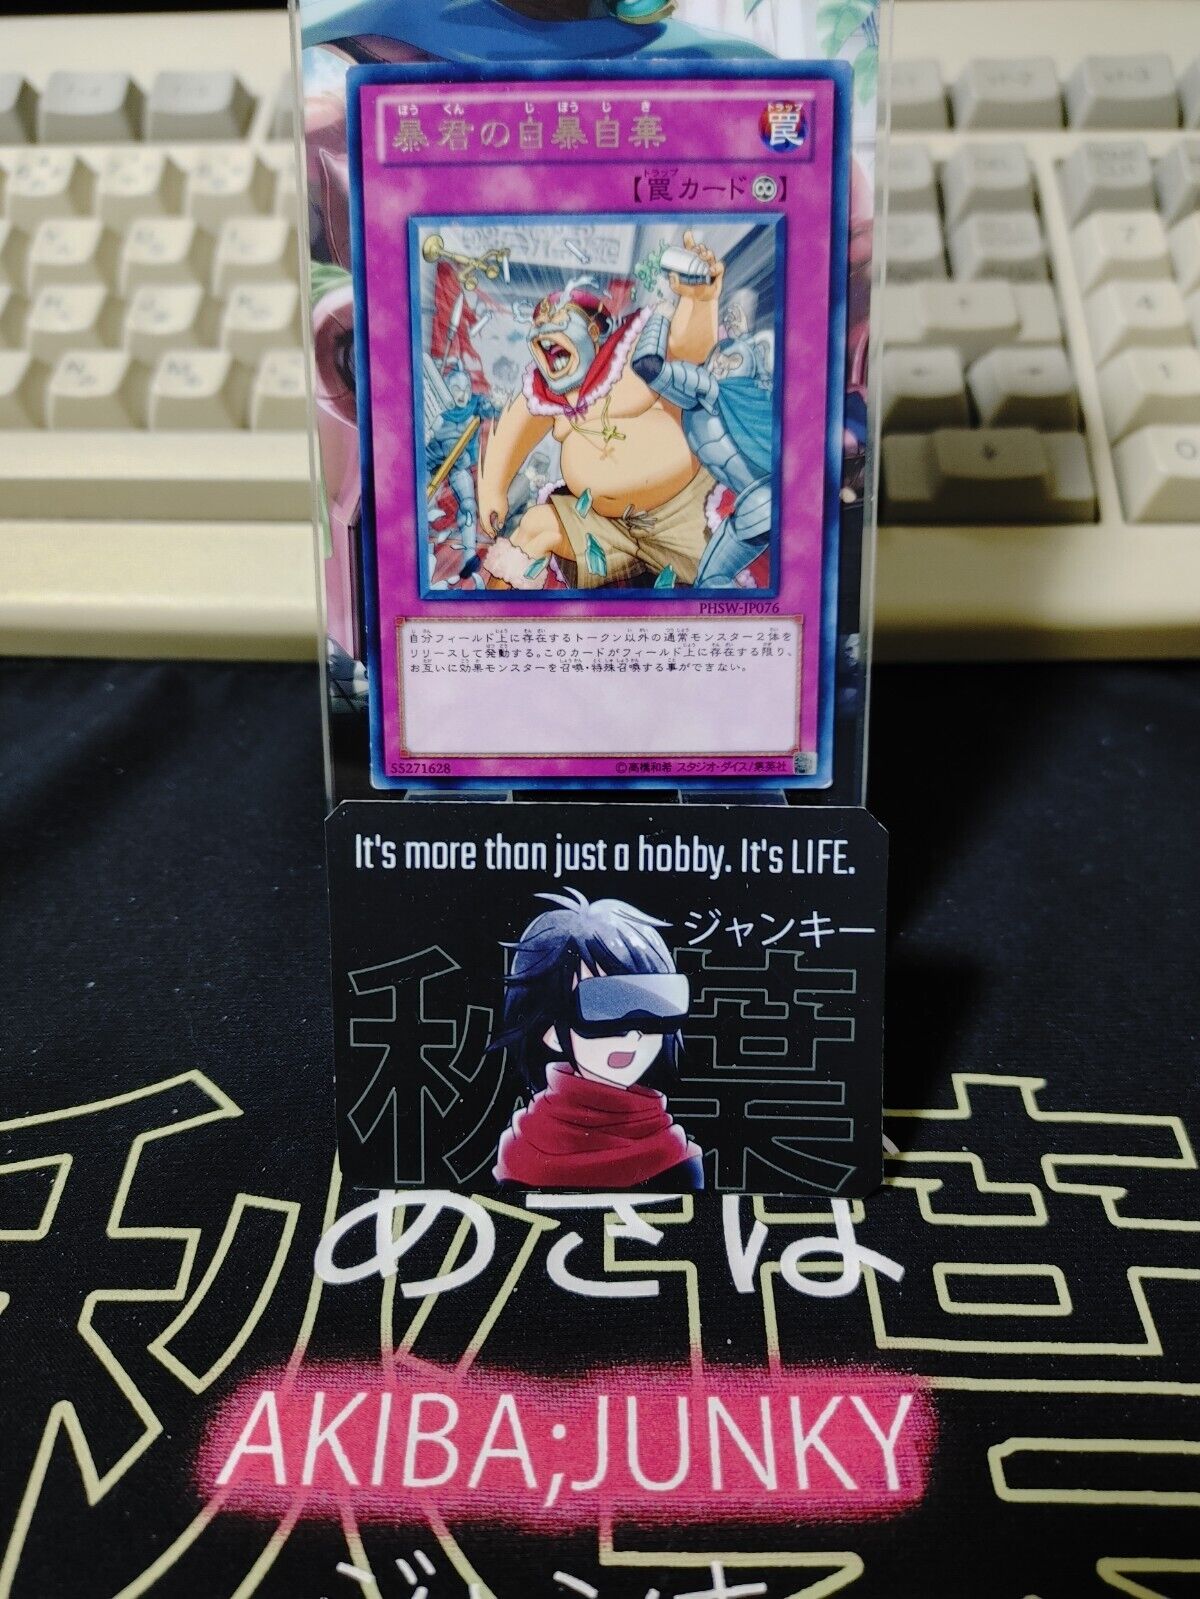 ぼう くん じ ぼう じ き
暴君の自暴自棄
トラップ
罠
トラップ
【罠カード】
PHSW-JP076
自分フィールド上に存在するトークン以外の通常モンスター2体を
リリースして発動する。このカードがフィールド上に存在する限り、
お互いに効果モンスターを召喚・特殊召喚する事ができない。
55271628
©高橋和希 スタジオ・ダイス/集英社
It's more than just a hobby. It's LIFE.
ジャンキー
秋葉
AKIBA;JUNKY